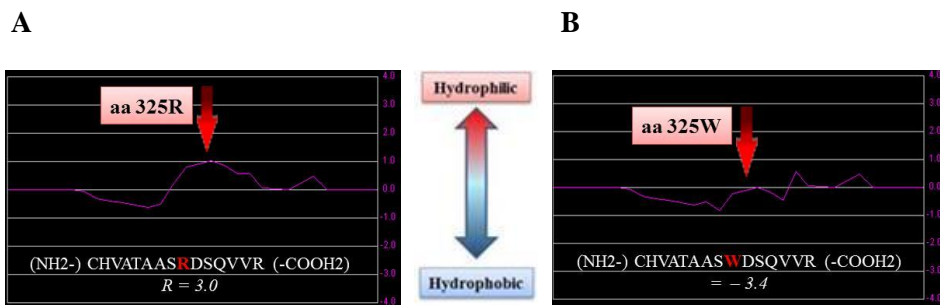 A
B
4.0
3.0
2.0
1.0
0.0
-1.0
-2.0
-3.0
-4.0
aa 325R
(NH2-) CHVATAASRDSQVVR (-COOH2)
R = 3.0
Hydrophilic
Hydrophobic
4.0
3.0
2.0
1.0
0.0
-1.0
-2.0
-3.0
-4.0
aa 325W
(NH2-) CHVATAASWDSQVVR (-COOH2)
= – 3.4